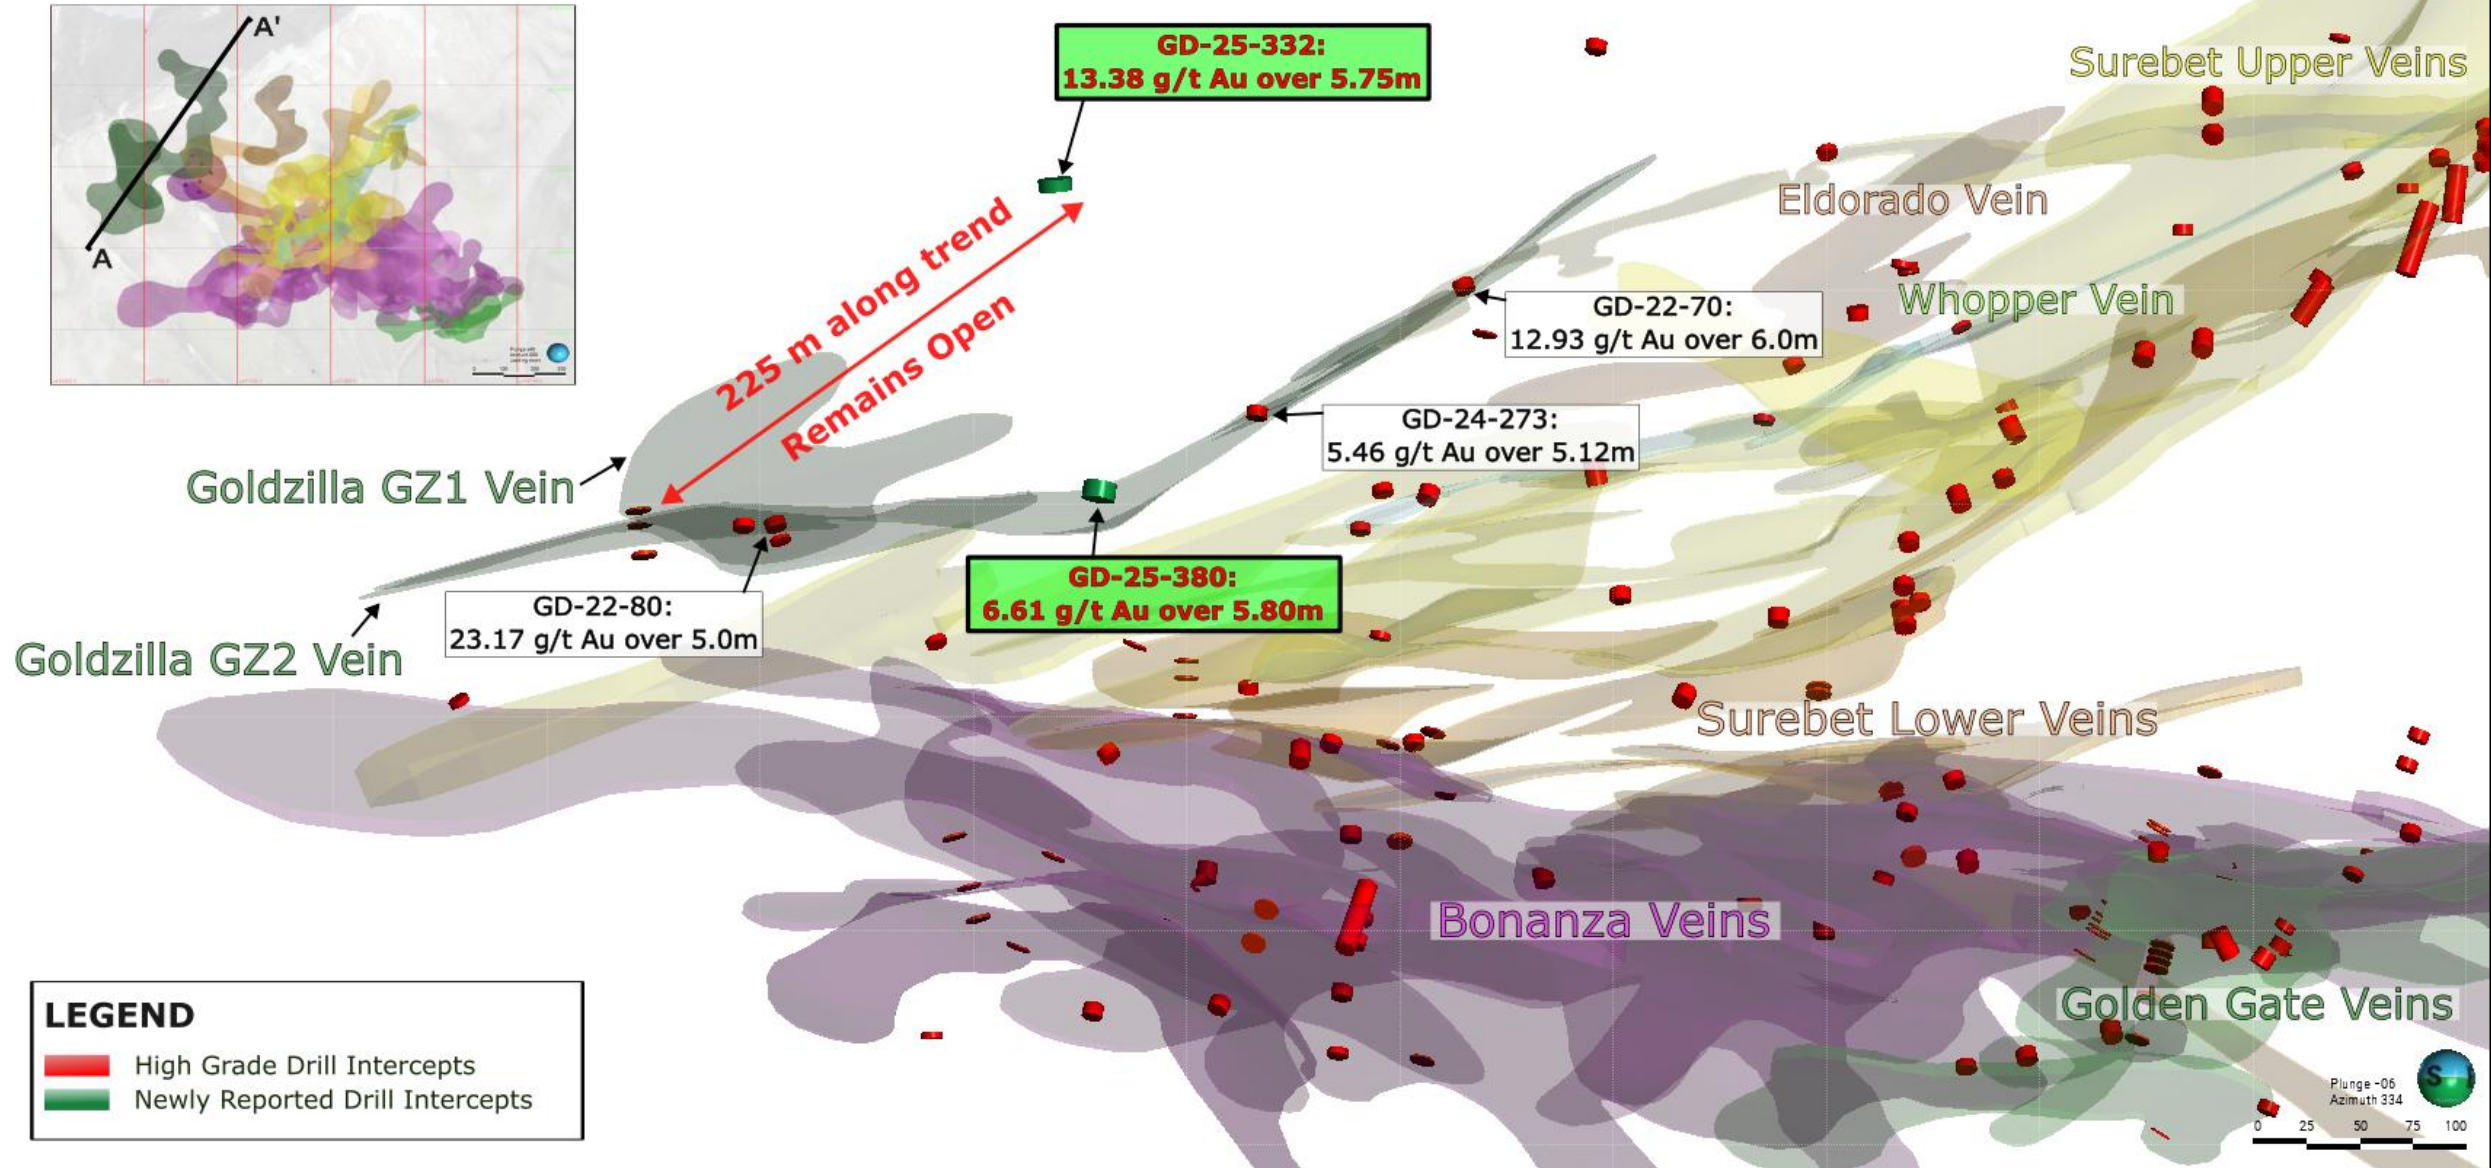 A'
A
GD-25-332:
13.38 g/t Au over 5.75m
Surebet Upper Veins
Eldorado Vein
225 m along trend
Remains Open
Whopper Vein
GD-22-70:
12.93 g/t Au over 6.0m
GD-24-273:
5.46 g/t Au over 5.12m
Goldzilla GZ1 Vein
GD-25-380:
6.61 g/t Au over 5.80m
GD-22-80:
23.17 g/t Au over 5.0m
Goldzilla GZ2 Vein
Surebet Lower Veins
Bonanza Veins
Golden Gate Veins
LEGEND
High Grade Drill Intercepts
Newly Reported Drill Intercepts
S
Plunge -06
Azimuth 334
0 25 50 75 100